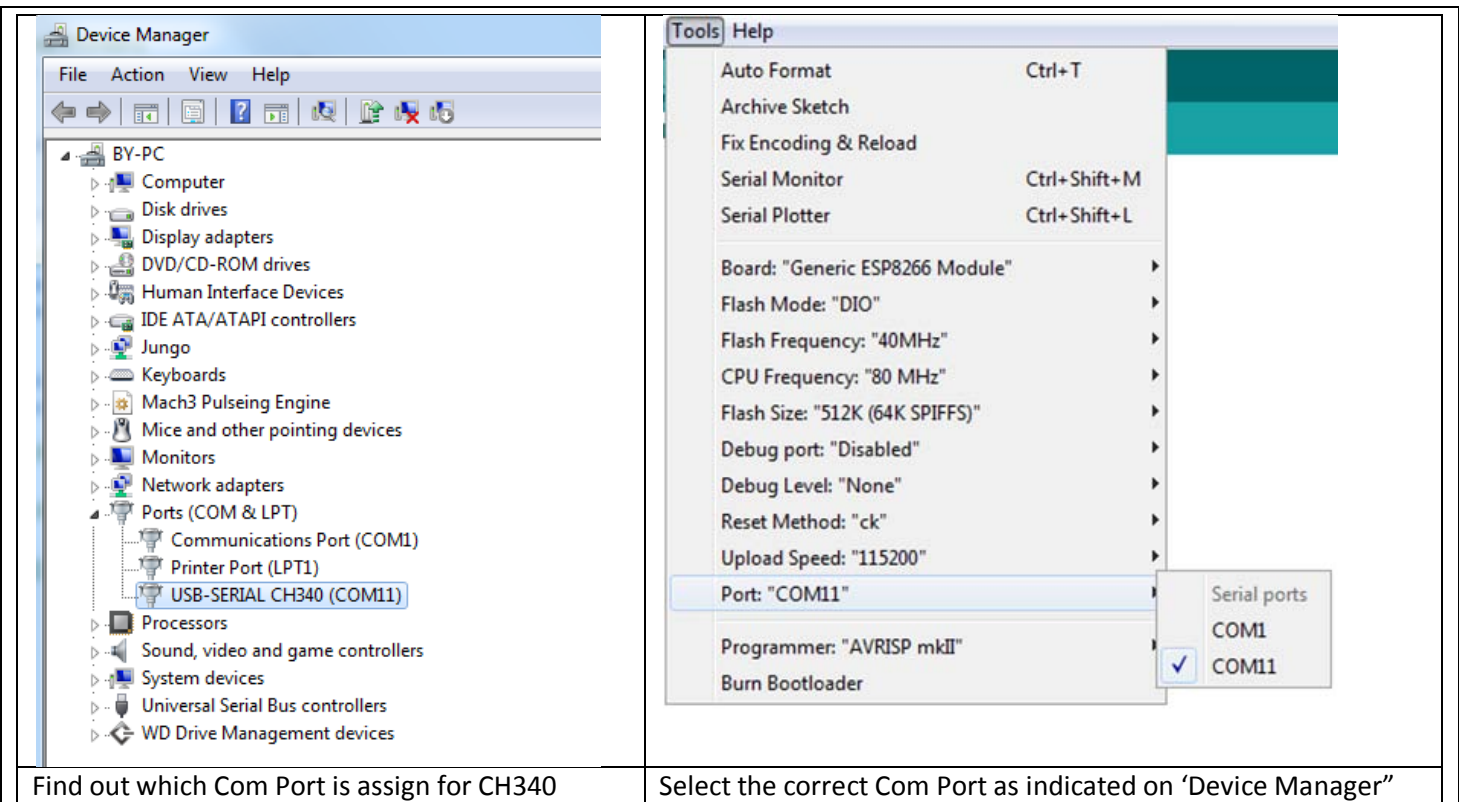 Device Manager
File Action View Help
BY-PC
Computer
Disk drives
Display adapters
DVD/CD-ROM drives
Human Interface Devices
IDE ATA/ATAPI controllers
Jungo
Keyboards
Mach3 Pulseing Engine
Mice and other pointing devices
Monitors
Network adapters
Ports (COM & LPT)
Communications Port (COM1)
Printer Port (LPT1)
USB-SERIAL CH340 (COM11)
Processors
Sound, video and game controllers
System devices
Universal Serial Bus controllers
WD Drive Management devices
Find out which Com Port is assign for CH340
Tools Help
Auto Format Ctrl+T
Archive Sketch
Fix Encoding & Reload
Serial Monitor Ctrl+Shift+M
Serial Plotter Ctrl+Shift+L
Board: "Generic ESP8266 Module"
Flash Mode: "DIO"
Flash Frequency: "40MHz"
CPU Frequency: "80 MHz"
Flash Size: "512K (64K SPIFFS)"
Debug port: "Disabled"
Debug Level: "None"
Reset Method: "ck"
Upload Speed: "115200"
Port: "COM11"
Serial ports
COM1
COM11
Programmer: "AVRISP mkII"
Burn Bootloader
Select the correct Com Port as indicated on ‘Device Manager”